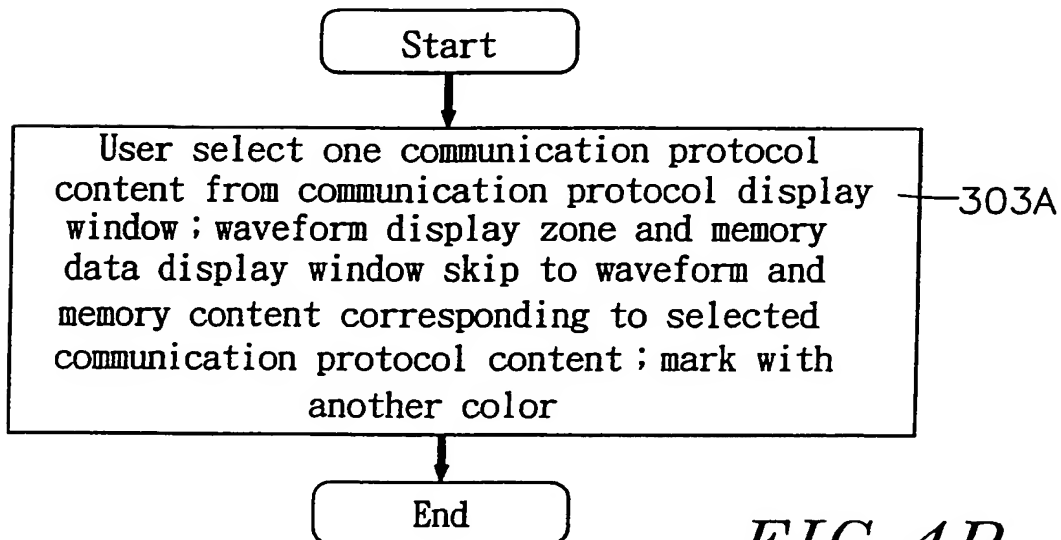 Start
User select one communication protocol
content from communication protocol display
window ; waveform display zone and memory
data display window skip to waveform and
memory content corresponding to selected
communication protocol content ; mark with
another color
303A
End